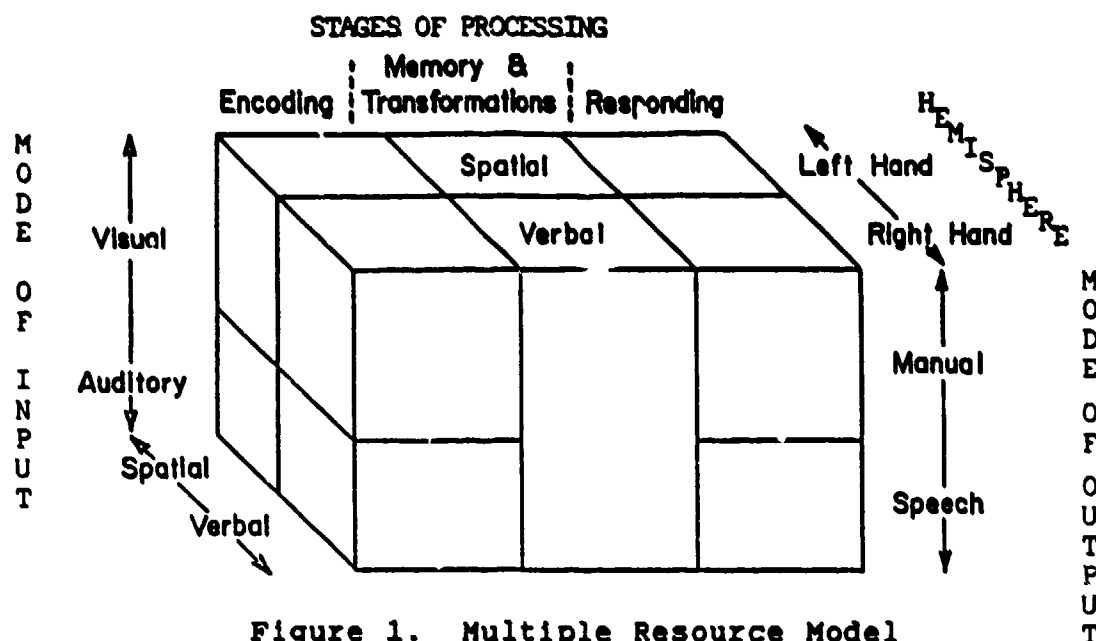 STAGES OF PROCESSING
Memory &
Encoding Transformations Responding
HEMISPHERE
MODE OF INPUT
Visual
Auditory
Spatial
Verbal
Spatial
Verbal
Left Hand
Right Hand
Manual
Speech
MODE OF OUTPUT
Figure 1. Multiple Resource Model